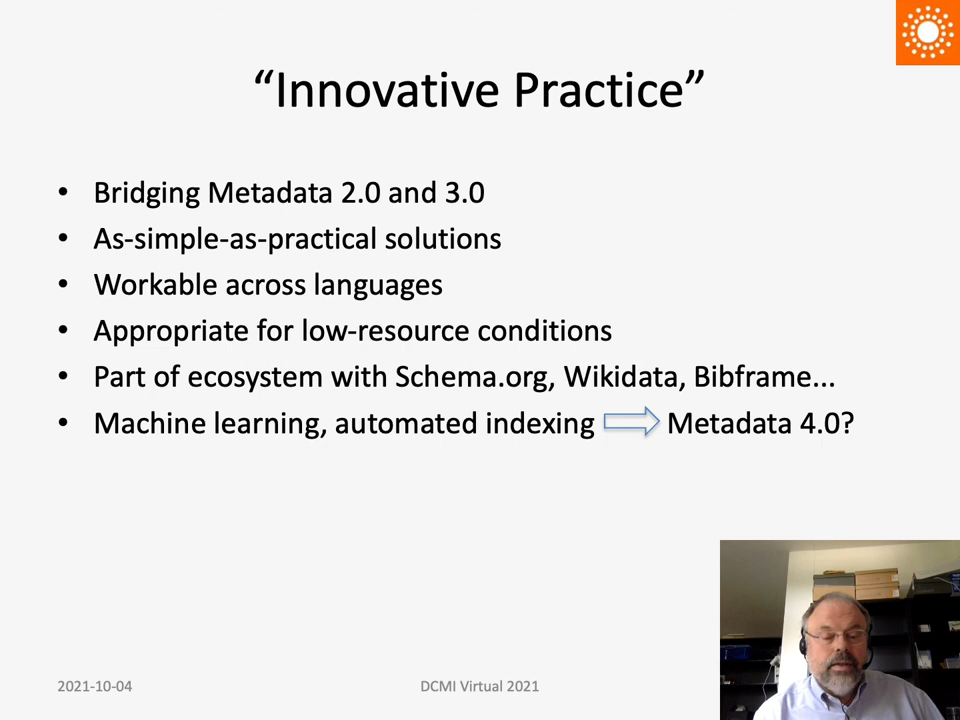 “Innovative Practice”
• Bridging Metadata 2.0 and 3.0
• As-simple-as-practical solutions
• Workable across languages
• Appropriate for low-resource conditions
• Part of ecosystem with Schema.org, Wikidata, Bibframe...
• Machine learning, automated indexing Metadata 4.0?
2021-10-04
DCMI Virtual 2021